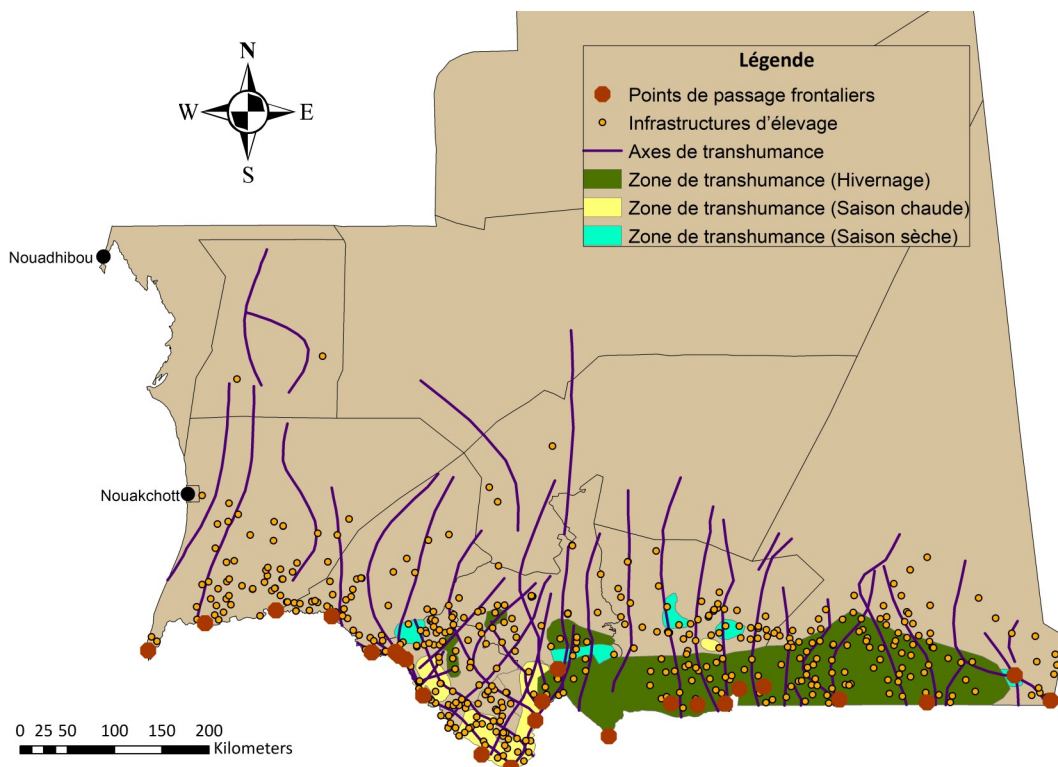 N
W E
S
Légende
Points de passage frontaliers
Infrastructures d'élevage
Axes de transhumance
Zone de transhumance (Hivernage)
Zone de transhumance (Saison chaude)
Zone de transhumance (Saison sèche)
Nouadhibou
Nouakchott
0 25 50 100 150 200
Kilometers